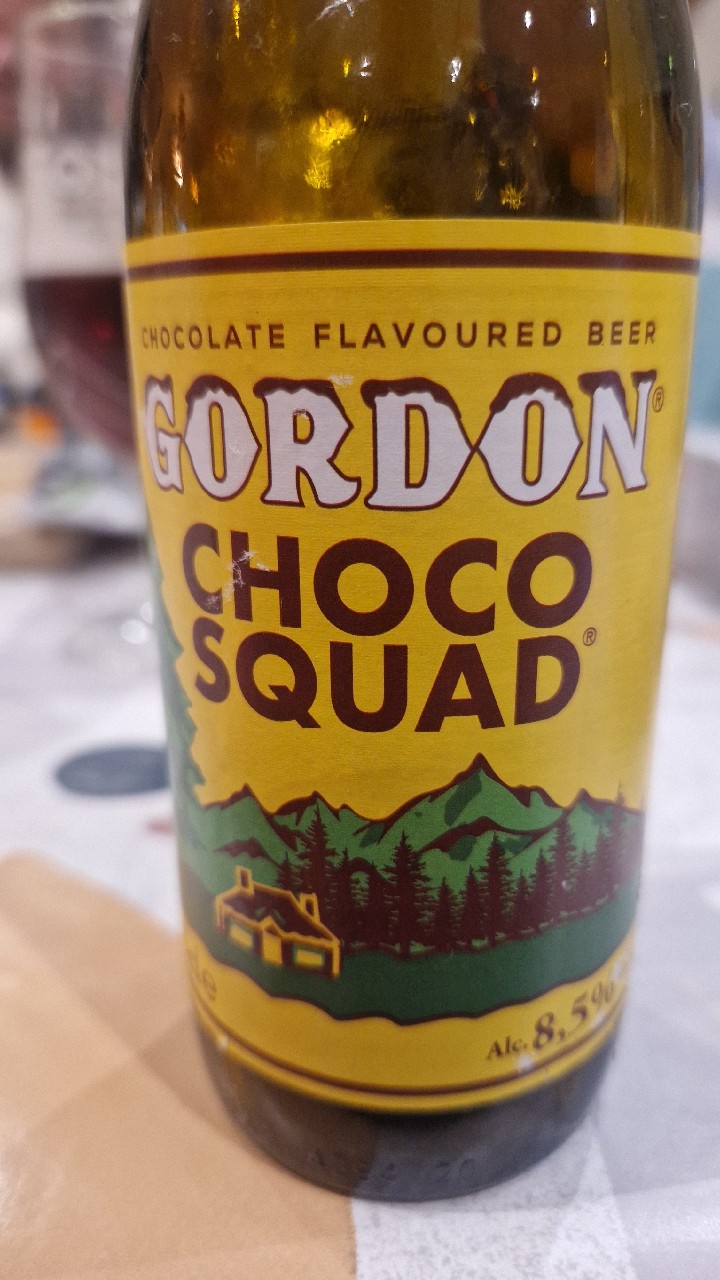 CHOCOLATE FLAVOURED BEER
GORDON®
CHOCO
SQUAD®
Alc. 8,5%